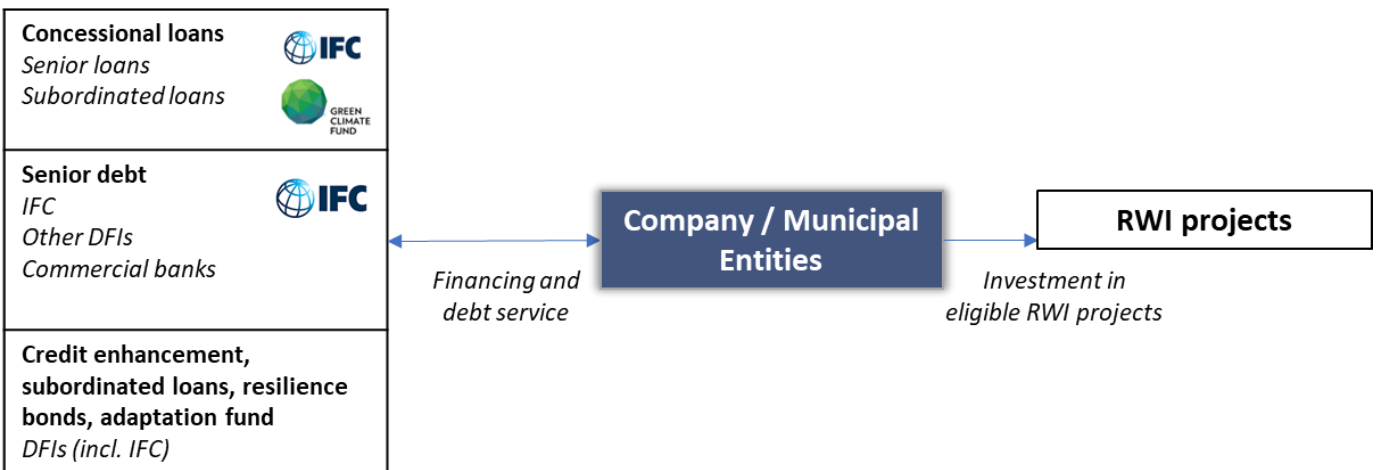 Concessional loans
Senior loans
Subordinated loans
IFC
GREEN
CLIMATE
FUND
Senior debt
IFC
Other DFIs
Commercial banks
IFC
Credit enhancement,
subordinated loans, resilience
bonds, adaptation fund
DFIs (incl. IFC)
Financing and
debt service
Company / Municipal
Entities
Investment in
eligible RWI projects
RWI projects